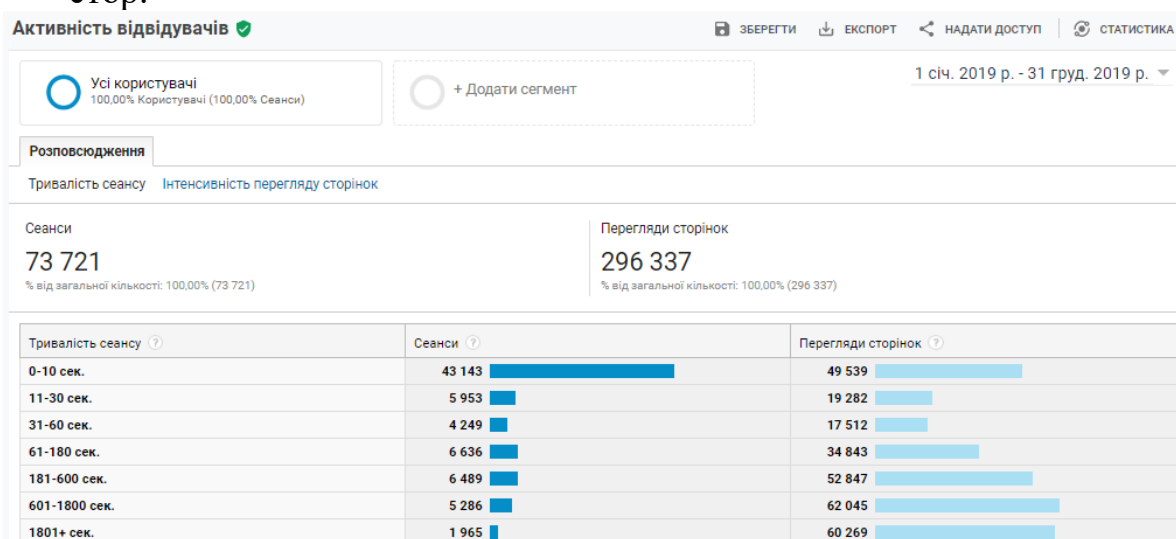 стор.
Активність відвідувачів
ЗБЕРЕГТИ ЕКСПОРТ НАДАТИ ДОСТУП СТАТИСТИКА
Усі користувачі
100,00% Користувачі (100,00% Сеанси)
+ Додати сегмент
1 січ. 2019 р. - 31 груд. 2019 р.
Розповсюдження
Тривалість сеансу Інтенсивність перегляду сторінок
Сеанси Перегляди сторінок
73 721 296 337
% від загальної кількості: 100,00% (73 721) % від загальної кількості: 100,00% (296 337)
Тривалість сеансу ? Сеанси ? Перегляди сторінок ?
0-10 сек. 43 143 49 539
11-30 сек. 5 953 19 282
31-60 сек. 4 249 17 512
61-180 сек. 6 636 34 843
181-600 сек. 6 489 52 847
601-1800 сек. 5 286 62 045
1801+ сек. 1 965 60 269